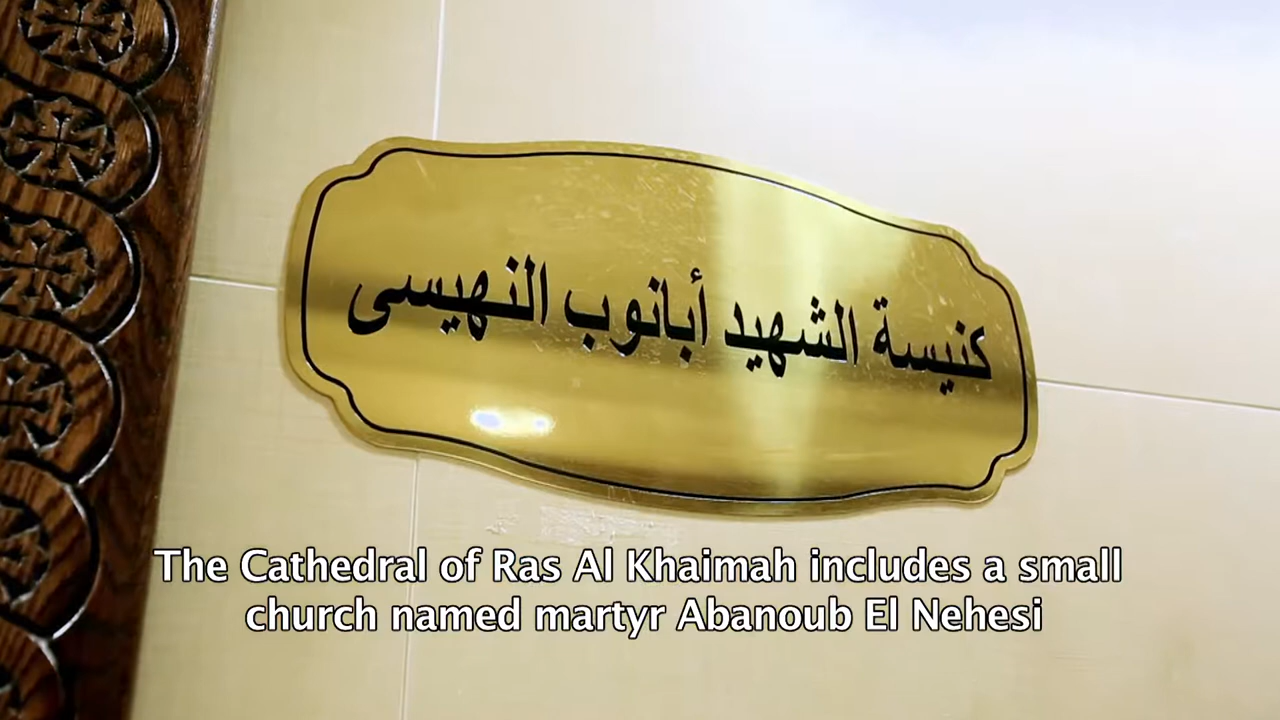 كنيسة الشهيد أبانوب النهيسى
The Cathedral of Ras Al Khaimah includes a small
church named martyr Abanoub El Nehesi